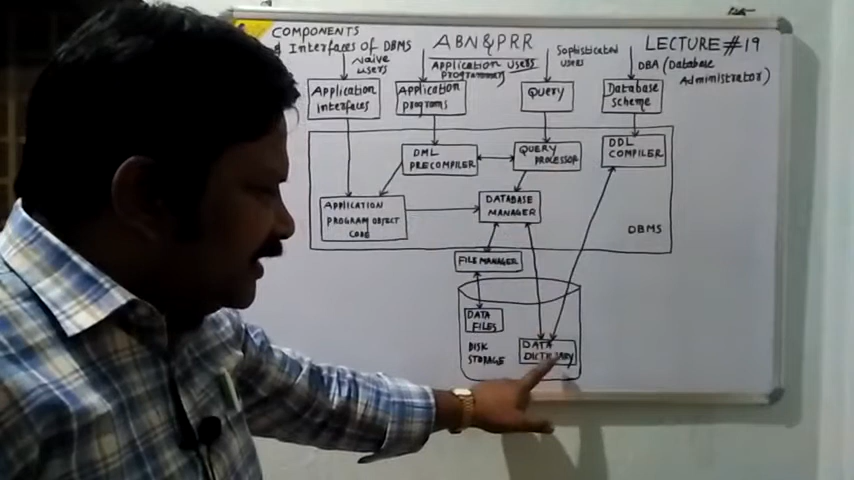 COMPONENTS
& Interfaces OF DBMS
ABN & PRR
LECTURE # 19
Naive
users
Application Users
programmers
Sophisticated
users
DBA (Database
Administrator)
Application
interfaces
Application
programs
Query
Database
Scheme
DML
PRECOMPILER
QUERY
PROCESSOR
DDL
COMPILER
APPLICATION
PROGRAM OBJECT
CODE
DATABASE
MANAGER
DBMS
FILE MANAGER
DATA
FILES
DISK
STORAGE
DATA